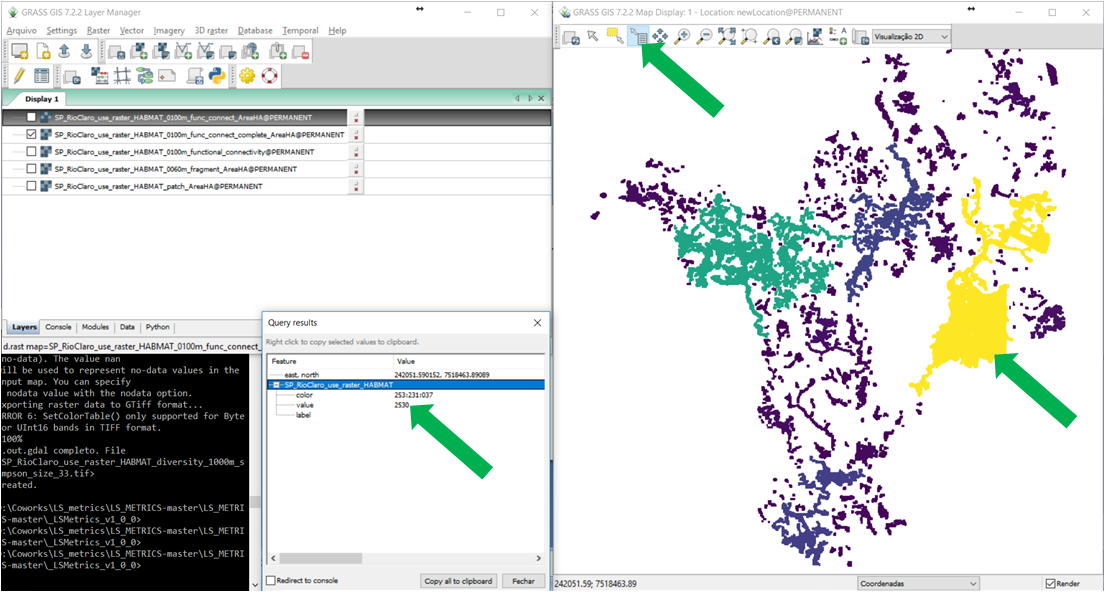 GRASS GIS 7.2.2 Layer Manager
Arquivo Settings Raster Vector Imagery 3D raster Database Temporal Help
Display 1
SP_RioClaro_use_raster_HABMAT_0100m_func_connect_AreaHA@PERMANENT
SP_RioClaro_use_raster_HABMAT_0100m_func_connect_complete_AreaHA@PERMANENT
SP_RioClaro_use_raster_HABMAT_0100m_functional_connectivity@PERMANENT
SP_RioClaro_use_raster_HABMAT_0060m_fragment_AreaHA@PERMANENT
SP_RioClaro_use_raster_HABMAT_patch_AreaHA@PERMANENT
Layers Console Modules Data Python
d.rast map=SP_RioClaro_use_raster_HABMAT_0100m_func_connect_
no-data). The value nan
ill be used to represent no-data values in the
nput map. You can specify
nodata value with the nodata option.
xporting raster data to GTiff format...
RROR 6: SetColorTable() only supported for Byte
or UInt16 bands in TIFF format.
100%
.out.gdal completo. File
SP_RioClaro_use_raster_HABMAT_diversity_1000m_s
mpson_size_33.tif>
reated.
:\Coworks\LS_metrics\LS_METRICS-master\LS_METRI
S-master\_LSMetrics_v1_0_0>
:\Coworks\LS_metrics\LS_METRICS-master\LS_METRI
S-master\_LSMetrics_v1_0_0>
:\Coworks\LS_metrics\LS_METRICS-master\LS_METRI
S-master\_LSMetrics_v1_0_0>
Query results
Right click to copy selected values to clipboard.
Feature Value
east, north 242051.590152, 7518463.89089
SP_RioClaro_use_raster_HABMAT
color 253:231:037
value 2530
label
Redirect to console
Copy all to clipboard
Fechar
GRASS GIS 7.2.2 Map Display: 1 - Location: newLocation@PERMANENT
Visualização 2D
242051.59; 7518463.89
Coordenadas
Render